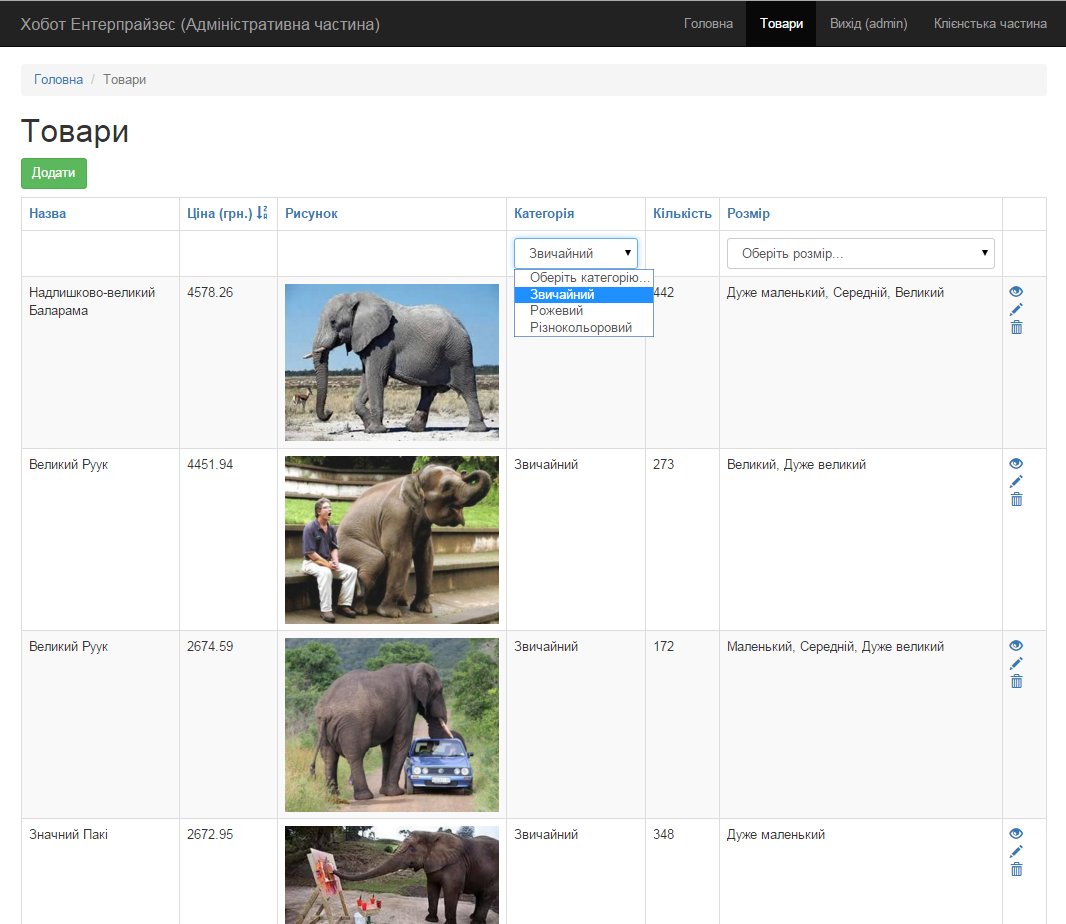 Хобот Ентерпрайзес (Адміністративна частина) Головна Товари Вихід (admin) Клієнстька частина
Головна / Товари
Товари
Додати
Назва Ціна (грн.) Рисунок Категорія Кількість Розмір
Звичайний Оберіть розмір...
Оберіть категорію...
Звичайний
Рожевий
Різнокольоровий
Надлишково-великий
Баларама
4578.26 442 Дуже маленький, Середній, Великий
Великий Руук 4451.94 Звичайний 273 Великий, Дуже великий
Великий Руук 2674.59 Звичайний 172 Маленький, Середній, Дуже великий
Значний Пакі 2672.95 Звичайний 348 Дуже маленький